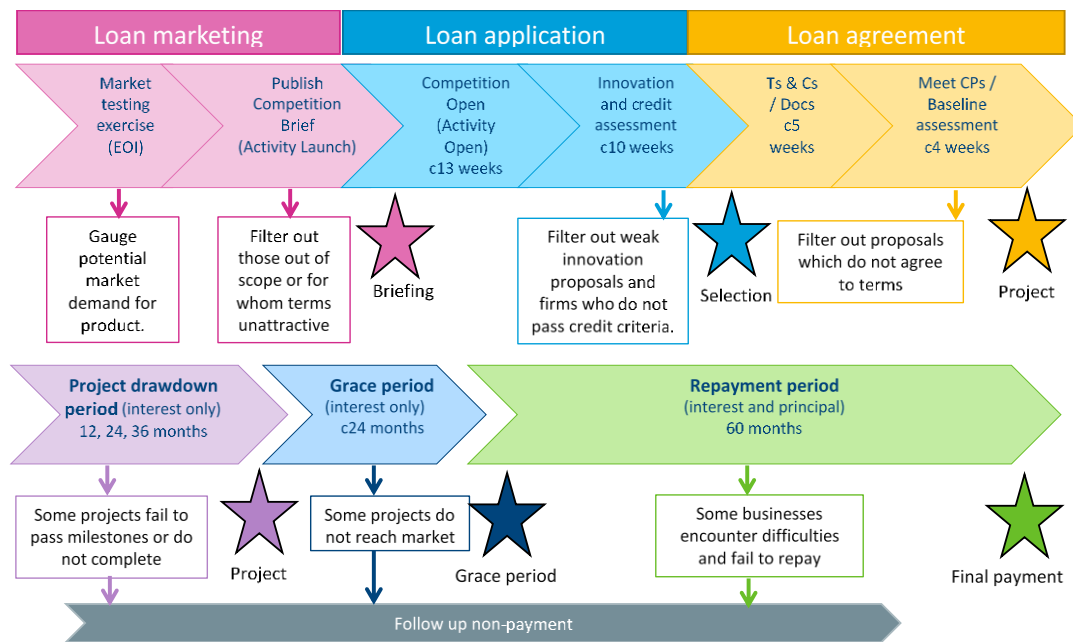 Loan marketing
Loan application
Loan agreement
Market
testing
exercise
(EOI)
Publish
Competition
Brief
(Activity Launch)
Competition
Open
(Activity
Open)
c13 weeks
Innovation
and credit
assessment
c10 weeks
Ts & Cs
/ Docs
c5
weeks
Meet CPs /
Baseline
assessment
c4 weeks
Gauge
potential
market
demand for
product.
Filter out
those out of
scope or for
whom terms
unattractive
Briefing
Filter out weak
innovation
proposals and
firms who do not
pass credit criteria.
Selection
Filter out proposals
which do not agree
to terms
Project
Project drawdown
period (interest only)
12, 24, 36 months
Grace period
(interest only)
c24 months
Repayment period
(interest and principal)
60 months
Some projects fail to
pass milestones or do
not complete
Project
Some projects do
not reach market
Grace period
Some businesses
encounter difficulties
and fail to repay
Final payment
Follow up non-payment